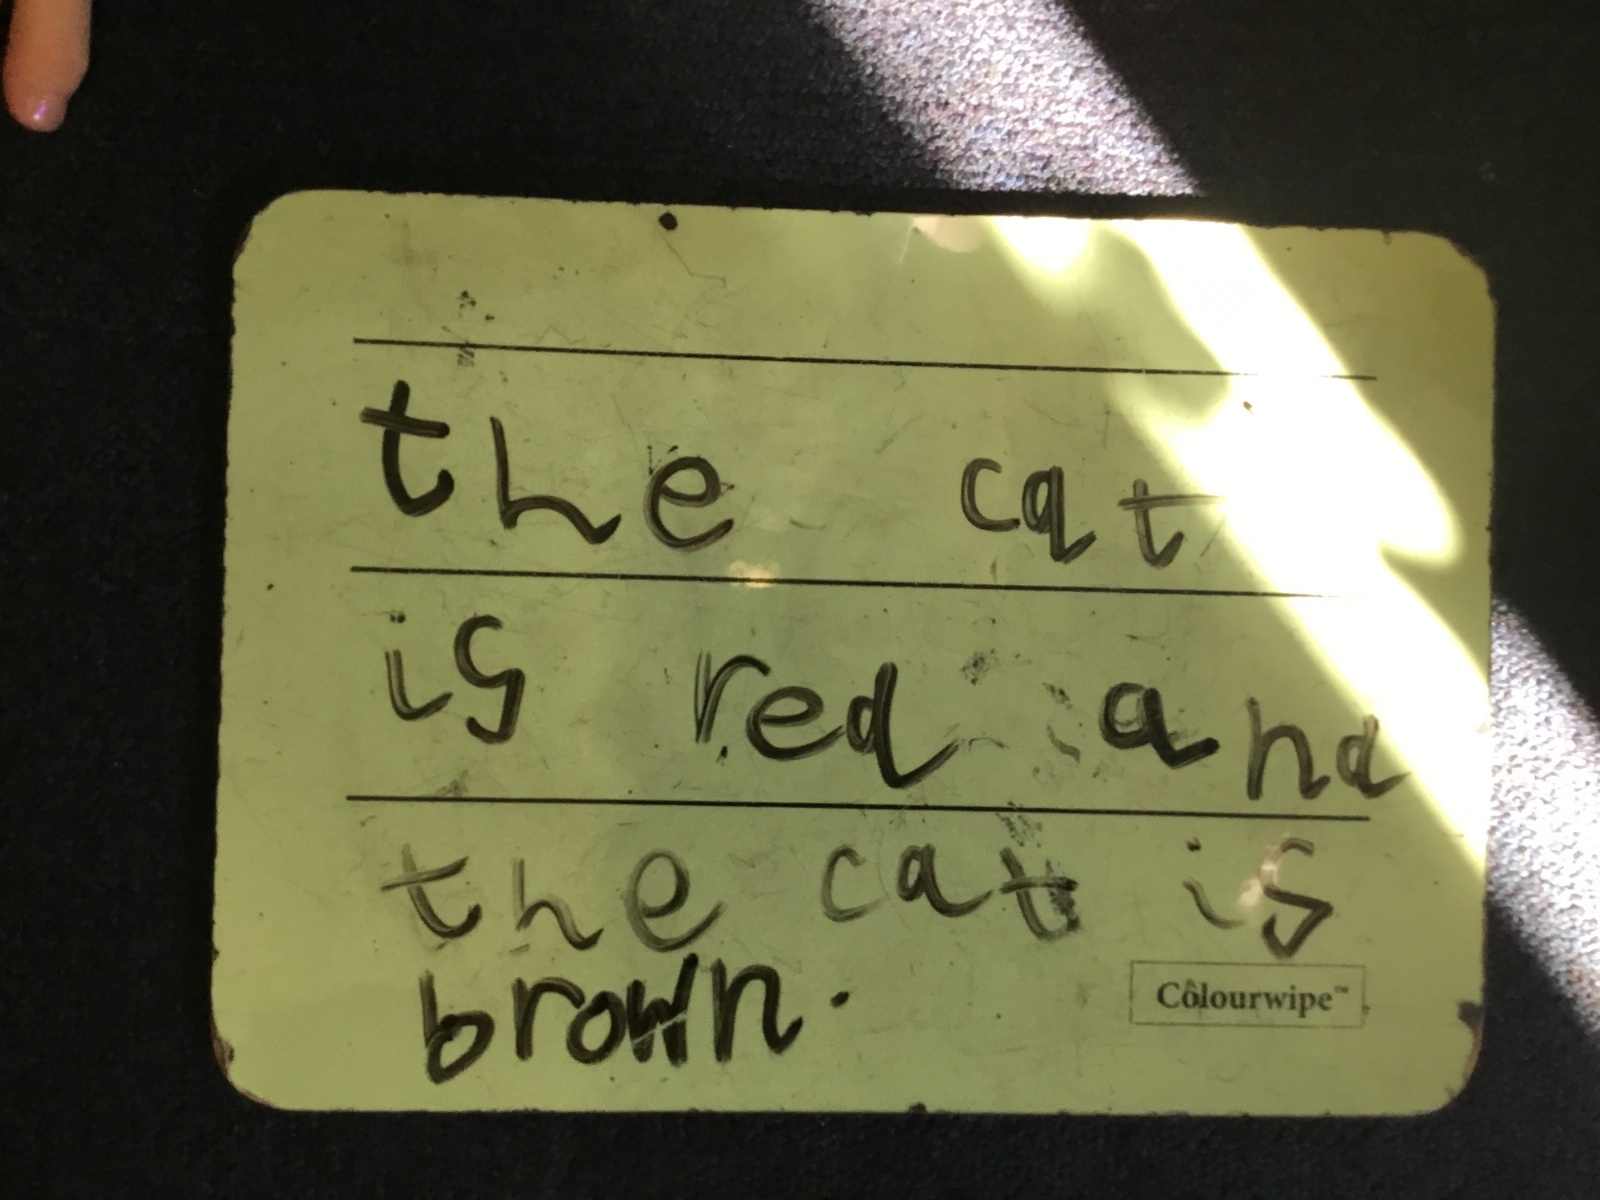 the cat
is red and
the cat is
brown.
Colourwipe™